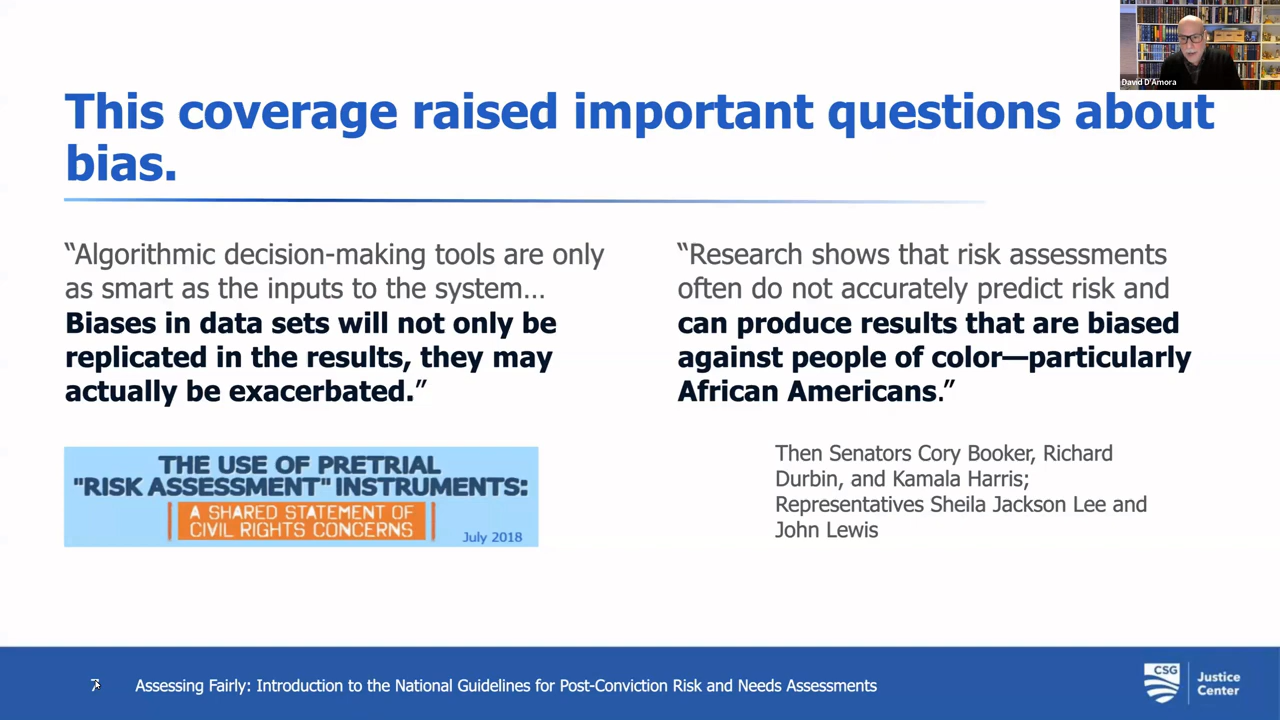 David D'Amora
This coverage raised important questions about
bias.
“Algorithmic decision-making tools are only
as smart as the inputs to the system…
Biases in data sets will not only be
replicated in the results, they may
actually be exacerbated.”
THE USE OF PRETRIAL
"RISK ASSESSMENT" INSTRUMENTS:
A SHARED STATEMENT OF
CIVIL RIGHTS CONCERNS
July 2018
“Research shows that risk assessments
often do not accurately predict risk and
can produce results that are biased
against people of color—particularly
African Americans.”
Then Senators Cory Booker, Richard
Durbin, and Kamala Harris;
Representatives Sheila Jackson Lee and
John Lewis
7
Assessing Fairly: Introduction to the National Guidelines for Post-Conviction Risk and Needs Assessments
CSG
Justice
Center